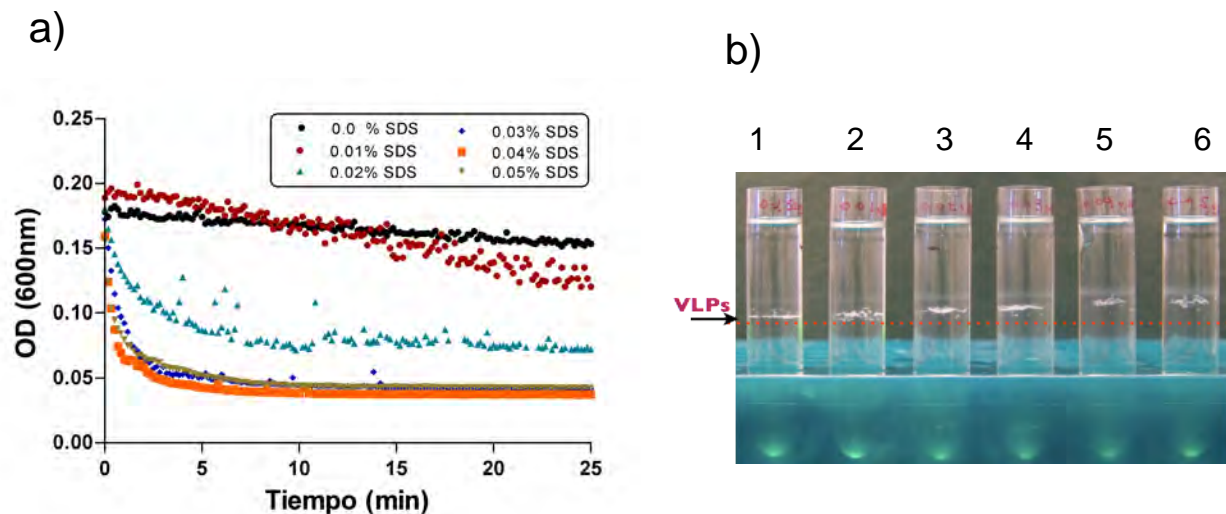 a)
0.25
0.20
0.15
0.10
0.05
0.00
OD (600nm)
0.0 % SDS
0.01% SDS
0.02% SDS
0.03% SDS
0.04% SDS
0.05% SDS
0 5 10 15 20 25
Tiempo (min)
b)
1 2 3 4 5 6
VLPs